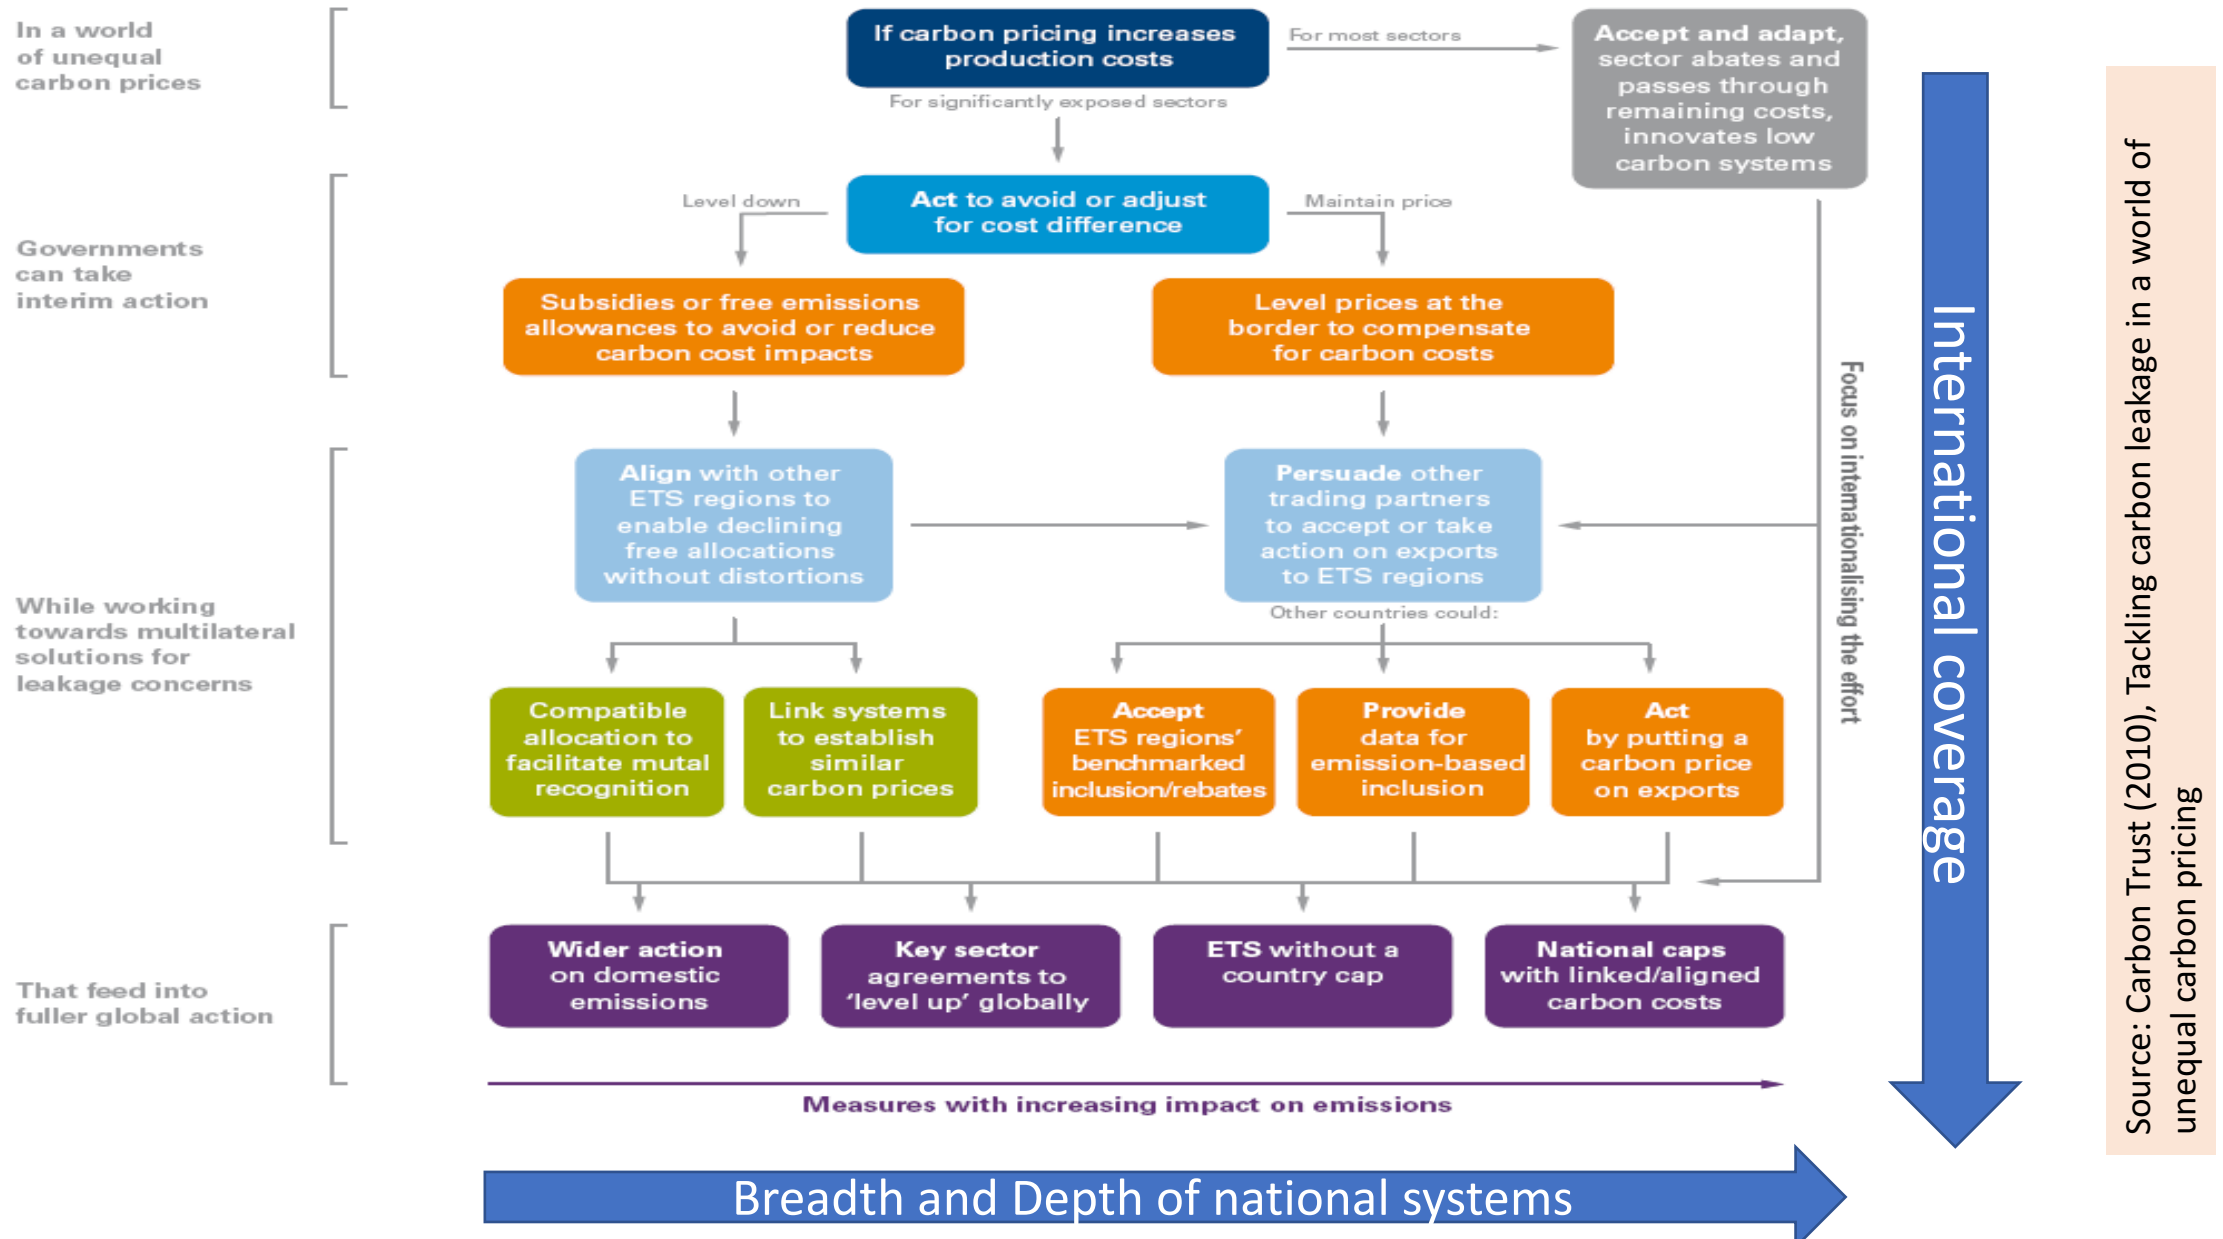 In a world
of unequal
carbon prices
If carbon pricing increases
production costs
For most sectors
Accept and adapt,
sector abates and
passes through
remaining costs,
innovates low
carbon systems
For significantly exposed sectors
Governments
can take
interim action
Level down
Act to avoid or adjust
for cost difference
Maintain price
Subsidies or free emissions
allowances to avoid or reduce
carbon cost impacts
Level prices at the
border to compensate
for carbon costs
While working
towards multilateral
solutions for
leakage concerns
Align with other
ETS regions to
enable declining
free allocations
without distortions
Persuade other
trading partners
to accept or take
action on exports
to ETS regions
Other countries could:
Focus on internationalising the effort
Compatible
allocation to
facilitate mutal
recognition
Link systems
to establish
similar
carbon prices
Accept
ETS regions'
benchmarked
inclusion/rebates
Provide
data for
emission-based
inclusion
Act
by putting a
carbon price
on exports
That feed into
fuller global action
Wider action
on domestic
emissions
Key sector
agreements to
'level up' globally
ETS without a
country cap
National caps
with linked/aligned
carbon costs
Measures with increasing impact on emissions
Breadth and Depth of national systems
International coverage
Source: Carbon Trust (2010), Tackling carbon leakage in a world of
unequal carbon pricing